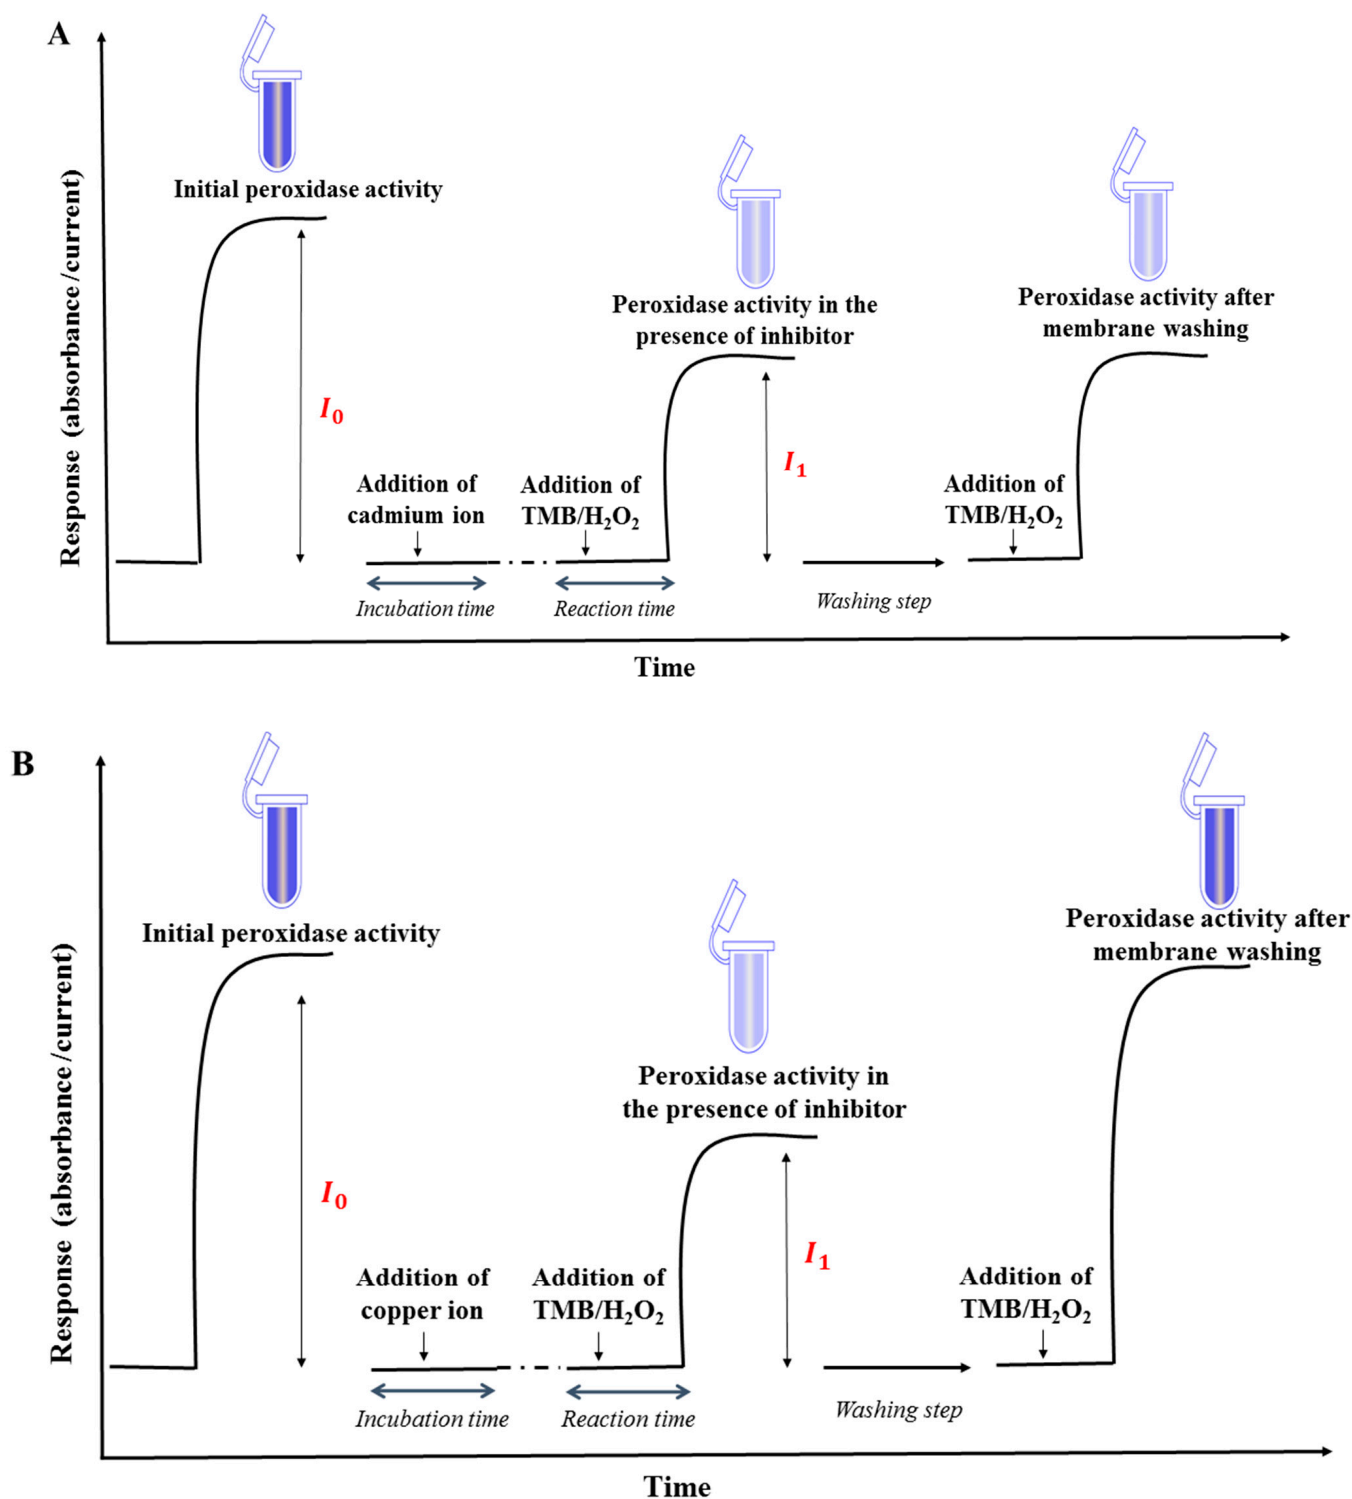 A
Initial peroxidase activity
Peroxidase activity in the
presence of inhibitor
Peroxidase activity after
membrane washing
Response (absorbance/current)
I₀
I₁
Addition of
cadmium ion
Addition of
TMB/H₂O₂
Addition of
TMB/H₂O₂
Incubation time
Reaction time
Washing step
Time
B
Initial peroxidase activity
Peroxidase activity in
the presence of inhibitor
Peroxidase activity after
membrane washing
Response (absorbance/current)
I₀
I₁
Addition of
copper ion
Addition of
TMB/H₂O₂
Addition of
TMB/H₂O₂
Incubation time
Reaction time
Washing step
Time